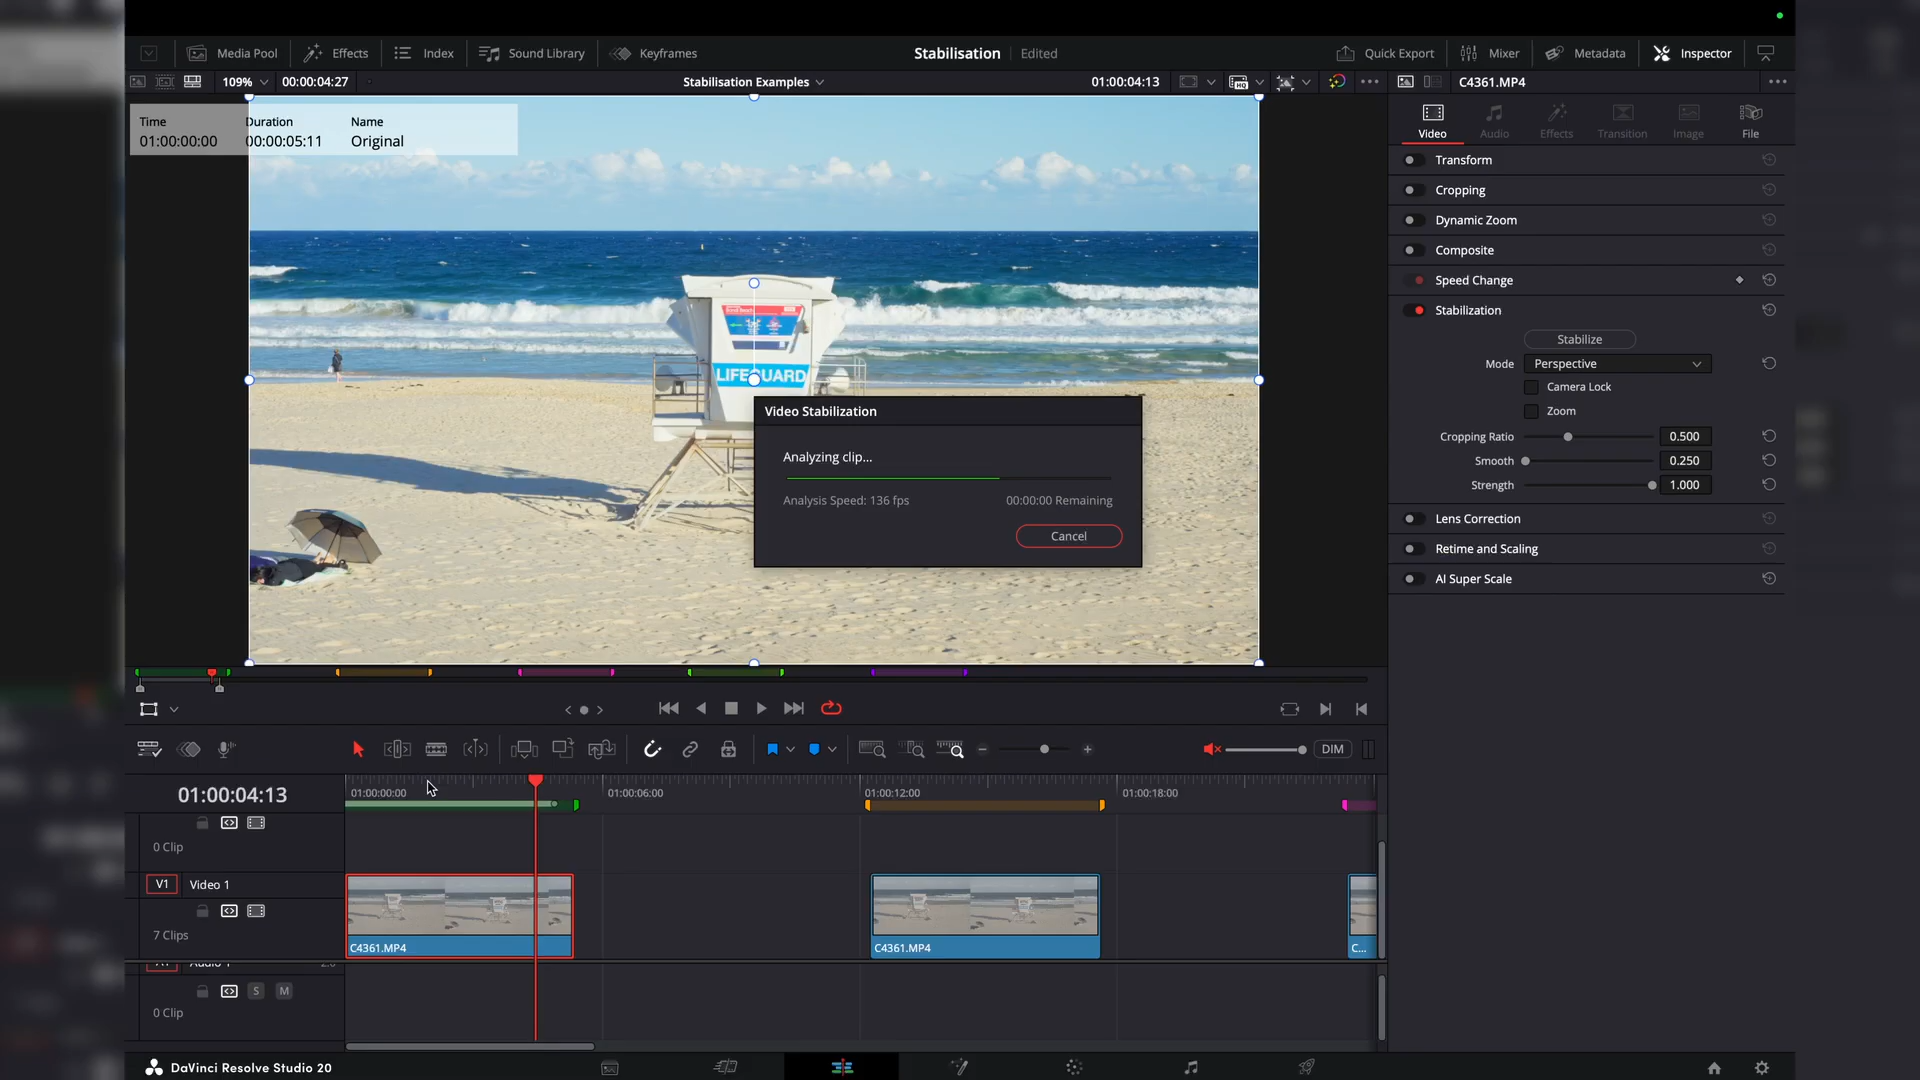 Media Pool Effects Index Sound Library Keyframes Stabilisation Edited Quick Export Mixer Metadata Inspector
109% 00:00:04:27 Stabilisation Examples 01:00:04:13 HQ C4361.MP4
Time Duration Name
01:00:00:00 00:00:05:11 Original
Video Audio Effects Transition Image File
Transform
Cropping
Dynamic Zoom
Composite
Speed Change
Stabilization
Stabilize
Mode Perspective
Camera Lock
Zoom
Cropping Ratio 0.500
Smooth 0.250
Strength 1.000
Lens Correction
Retime and Scaling
AI Super Scale
LIFEGUARD
Video Stabilization
Analyzing clip...
Analysis Speed: 136 fps 00:00:00 Remaining
Cancel
DIM
01:00:04:13
01:00:00:00 01:00:06:00 01:00:12:00 01:00:18:00
0 Clip
V1 Video 1
7 Clips
C4361.MP4 C4361.MP4 C...
A1 Audio 1 2.0
S M
0 Clip
DaVinci Resolve Studio 20